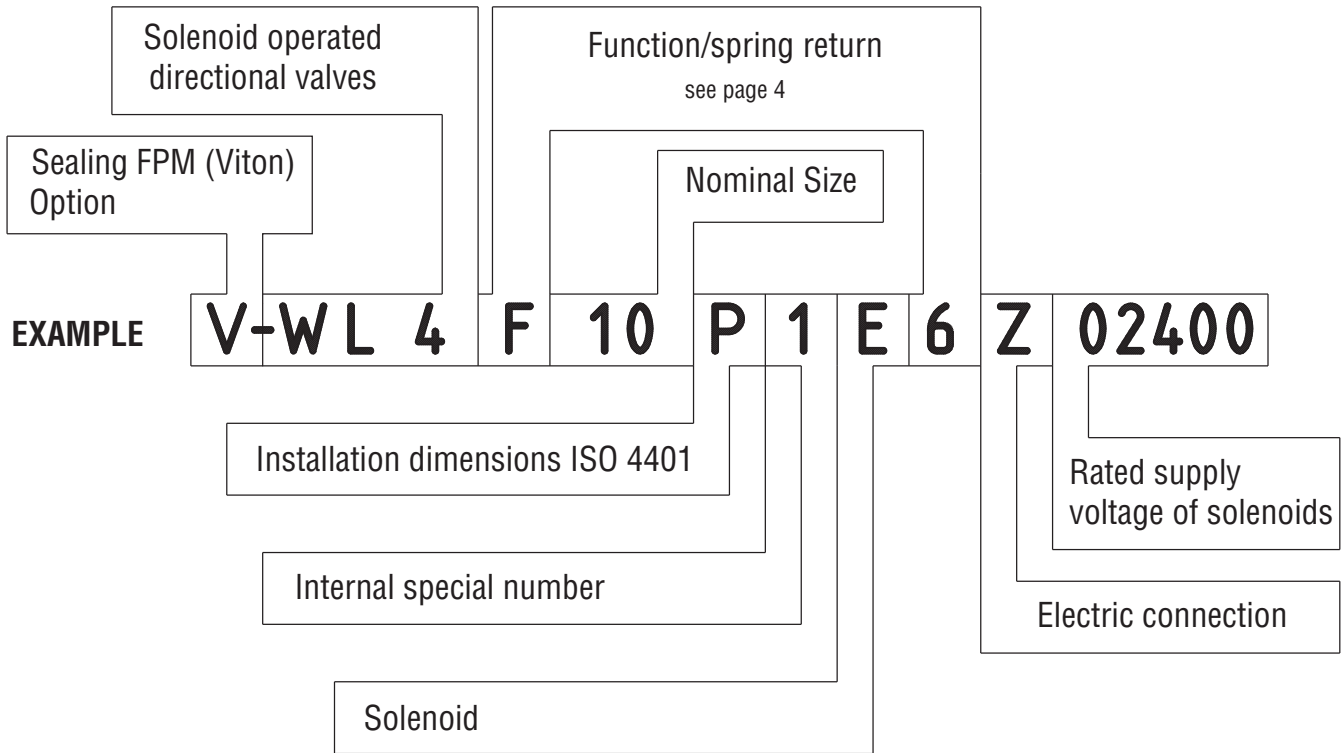 Solenoid operated
directional valves
Function/spring return
see page 4
Sealing FPM (Viton)
Option
Nominal Size
EXAMPLE V-WL 4 F 10 P 1 E 6 Z 02400
Installation dimensions ISO 4401
Rated supply
voltage of solenoids
Internal special number
Electric connection
Solenoid